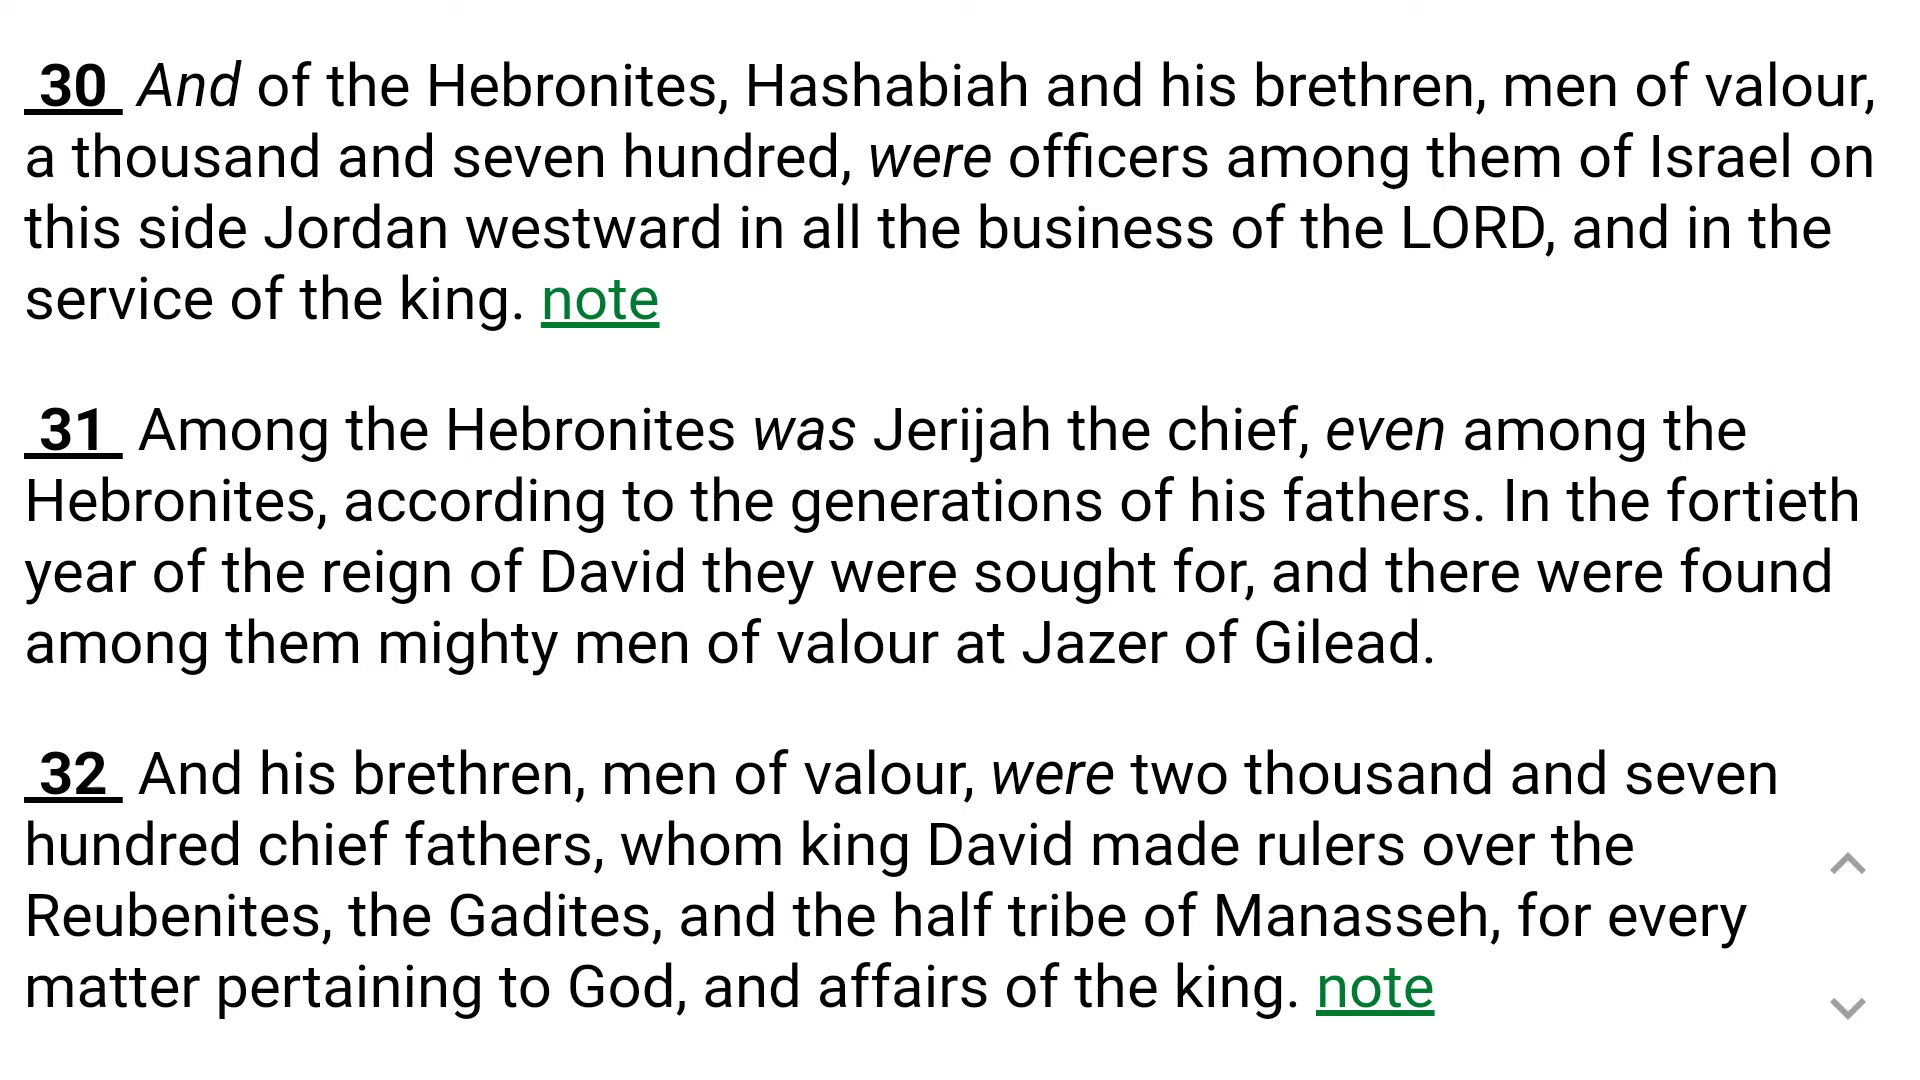 30 And of the Hebronites, Hashabiah and his brethren, men of valour,
a thousand and seven hundred, were officers among them of Israel on
this side Jordan westward in all the business of the LORD, and in the
service of the king. note
31 Among the Hebronites was Jerijah the chief, even among the
Hebronites, according to the generations of his fathers. In the fortieth
year of the reign of David they were sought for, and there were found
among them mighty men of valour at Jazer of Gilead.
32 And his brethren, men of valour, were two thousand and seven
hundred chief fathers, whom king David made rulers over the
Reubenites, the Gadites, and the half tribe of Manasseh, for every
matter pertaining to God, and affairs of the king. note